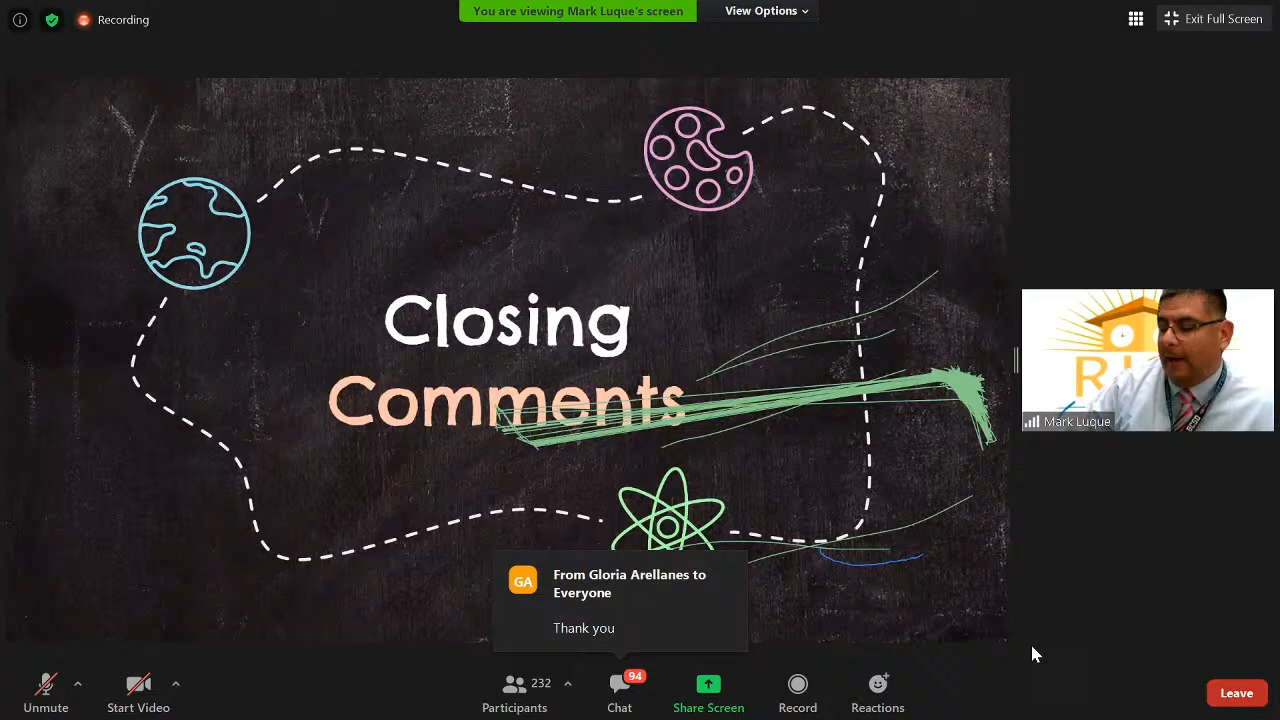 Recording
You are viewing Mark Luque's screen
View Options
Exit Full Screen
Closing
Comments
Mark Luque
GA
From Gloria Arellanes to
Everyone
Thank you
Unmute
Start Video
232
Participants
94
Chat
Share Screen
Record
Reactions
Leave